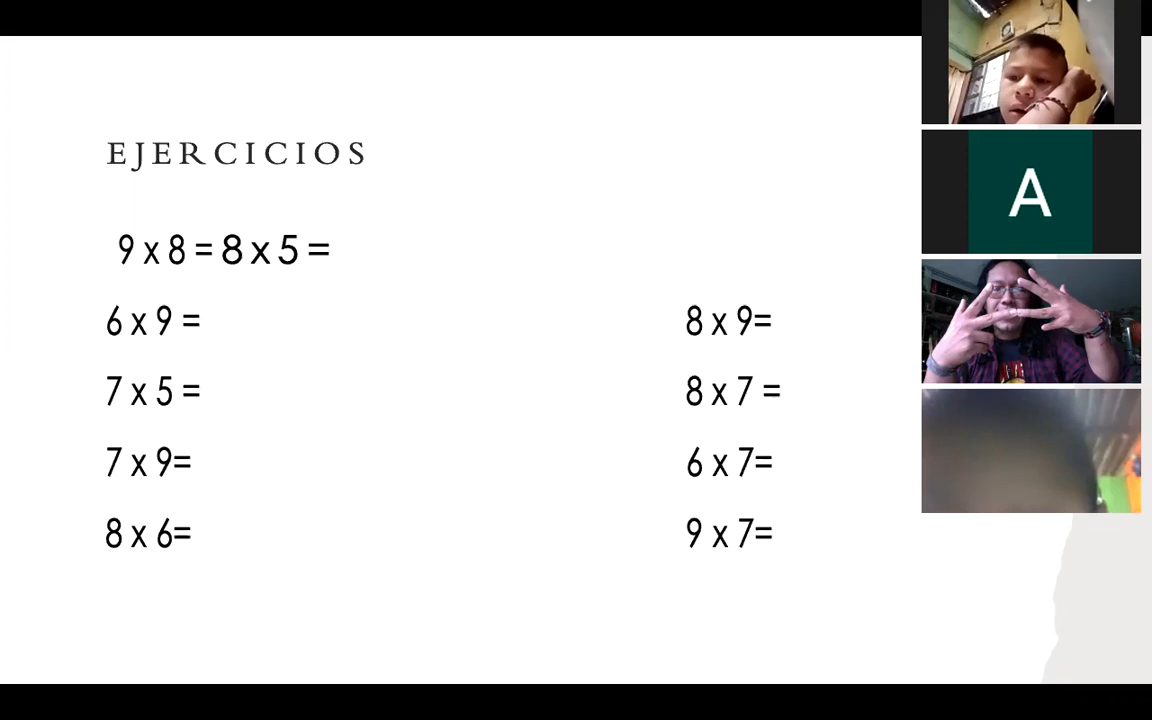 EJERCICIOS
9 x 8 = 8 x 5 =
6 x 9 =
7 x 5 =
7 x 9=
8 x 6=
8 x 9=
8 x 7 =
6 x 7=
9 x 7=
A